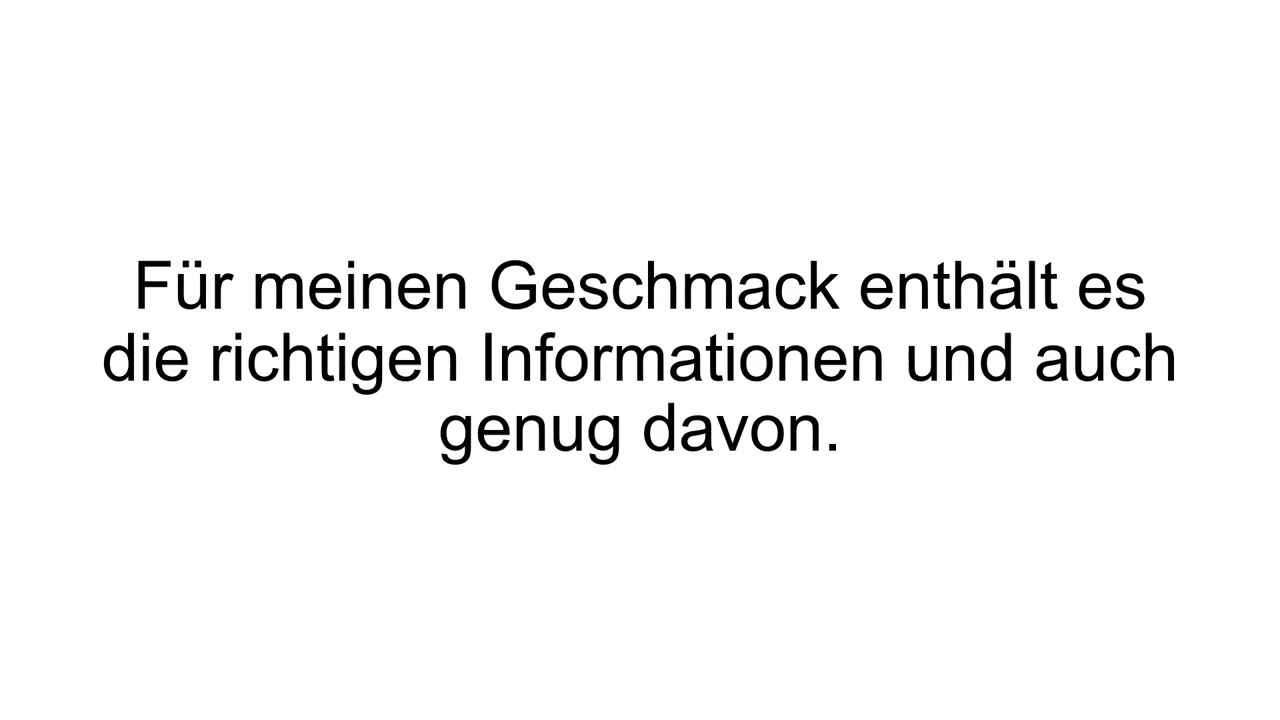 Für meinen Geschmack enthält es
die richtigen Informationen und auch
genug davon.